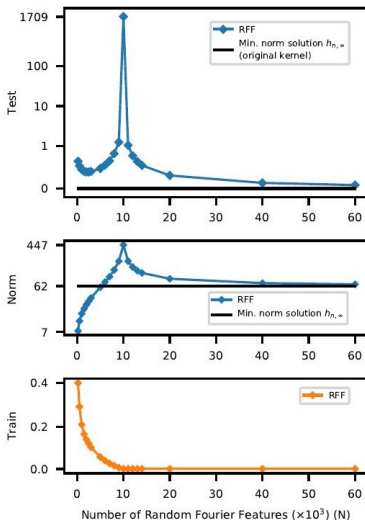 1709
100
10
1
0
Test
RFF
Min. norm solution hn,∞
(original kernel)
0 10 20 30 40 50 60
447
62
7
Norm
RFF
Min. norm solution hn,∞
0 10 20 30 40 50 60
0.4
0.2
0.0
Train
RFF
0 10 20 30 40 50 60
Number of Random Fourier Features (×10³) (N)